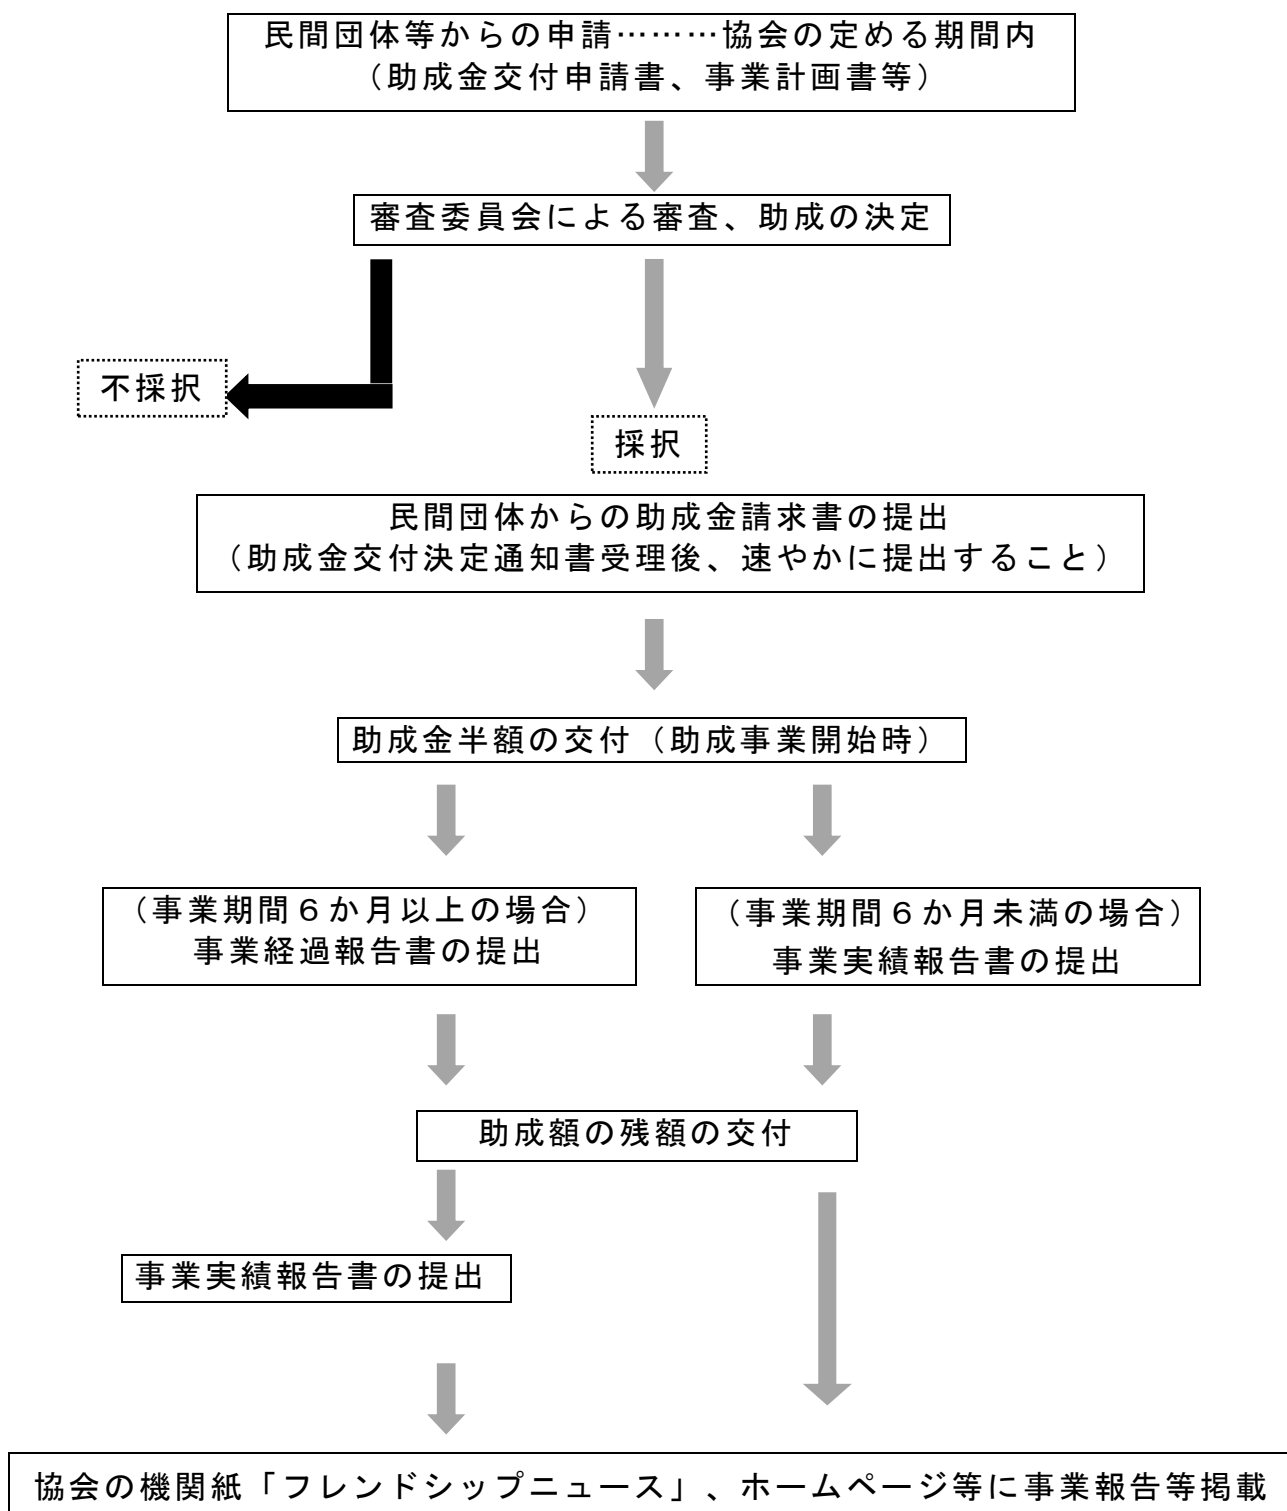 民間団体等からの申請………協会の定める期間内
（助成金交付申請書、事業計画書等）
審査委員会による審査、助成の決定
不採択
採択
民間団体からの助成金請求書の提出
（助成金交付決定通知書受理後、速やかに提出すること）
助成金半額の交付（助成事業開始時）
（事業期間６か月以上の場合）
事業経過報告書の提出
（事業期間６か月未満の場合）
事業実績報告書の提出
助成額の残額の交付
事業実績報告書の提出
協会の機関紙「フレンドシップニュース」、ホームページ等に事業報告等掲載